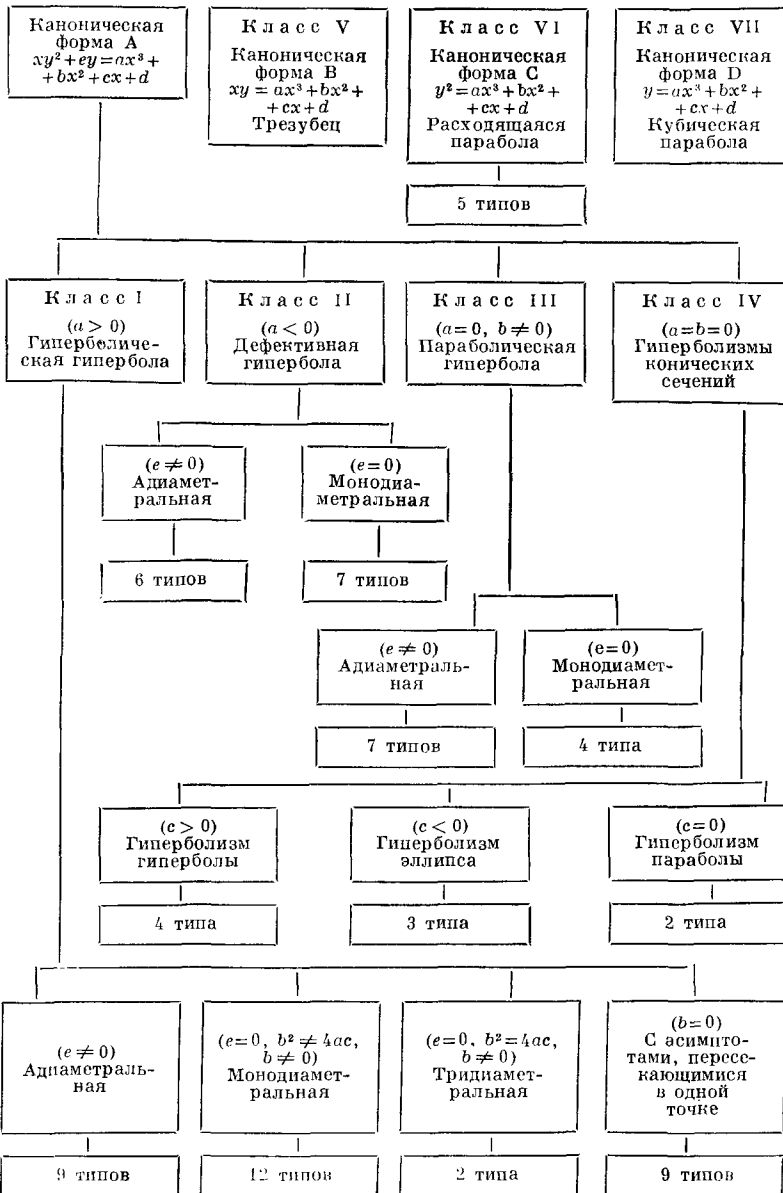 Каноническая
форма A
xy² + ey = ax³ +
+ bx² + cx + d
Класс V
Каноническая
форма B
xy = ax³ + bx² +
+ cx + d
Трезубец
Класс VI
Каноническая
форма C
y² = ax³ + bx² +
+ cx + d
Расходящаяся
парабола
Класс VII
Каноническая
форма D
y = ax³ + bx² +
+ cx + d
Кубическая
парабола
5 типов
Класс I
(a > 0)
Гиперболиче-
ская гипербола
Класс II
(a < 0)
Дефективная
гипербола
Класс III
(a = 0, b ≠ 0)
Параболическая
гипербола
Класс IV
(a = b = 0)
Гиперболизмы
конических
сечений
(e ≠ 0)
Адиамет-
ральная
(e = 0)
Монодиа-
метральная
6 типов
7 типов
(e ≠ 0)
Адиаметраль-
ная
(e = 0)
Монодиамет-
ральная
7 типов
4 типа
(c > 0)
Гиперболизм
гиперболы
(c < 0)
Гиперболизм
эллипса
(c = 0)
Гиперболизм
параболы
4 типа
3 типа
2 типа
(e ≠ 0)
Адиаметраль-
ная
(e = 0, b² ≠ 4ac,
b ≠ 0)
Монодиамет-
ральная
(e = 0, b² = 4ac,
b ≠ 0)
Тридиамет-
ральная
(b = 0)
С асимпто-
тами, пересе-
кающимися
в одной
точке
9 типов
12 типов
2 типа
9 типов